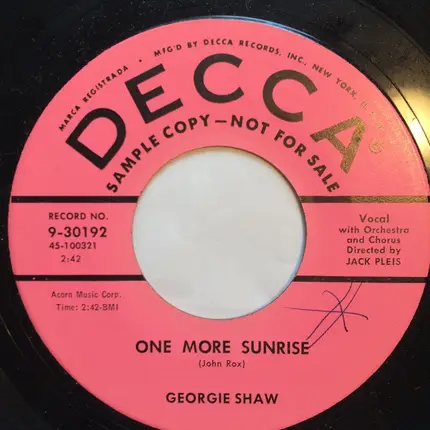 MARCA REGISTRADA • MFG'D BY DECCA RECORDS, INC., NEW YORK,
DECCA
SAMPLE COPY—NOT FOR SALE
RECORD NO.
9-30192
45-100321
2:42
Vocal
with Orchestra
and Chorus
Directed by
JACK PLEIS
Acorn Music Corp.
Time: 2:42-BMI
ONE MORE SUNRISE
(John Rox)
GEORGIE SHAW